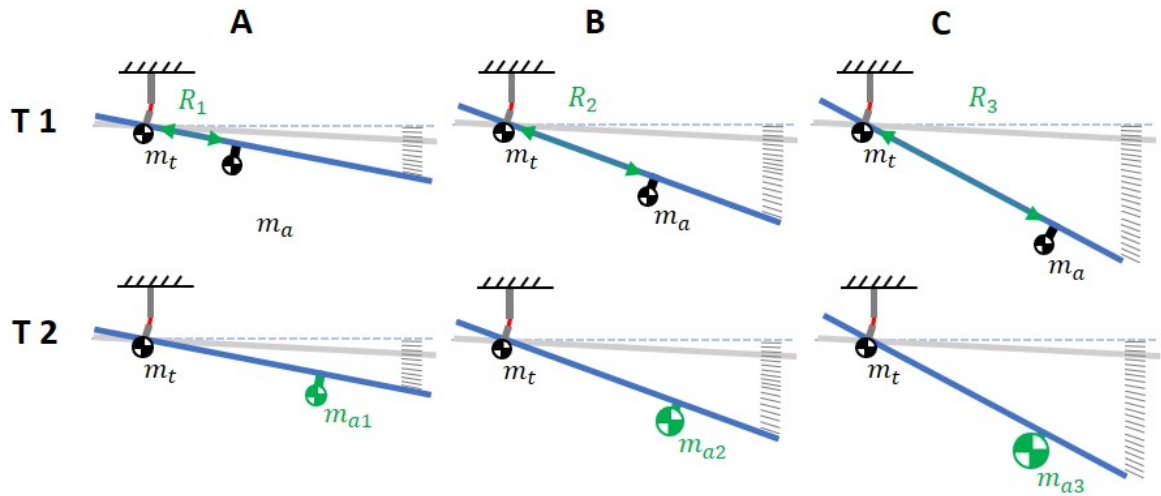 A B C
T 1
R₁ R₂ R₃
mₜ mₜ mₜ
mₐ mₐ mₐ
T 2
mₜ mₜ mₜ
mₐ₁ mₐ₂ mₐ₃